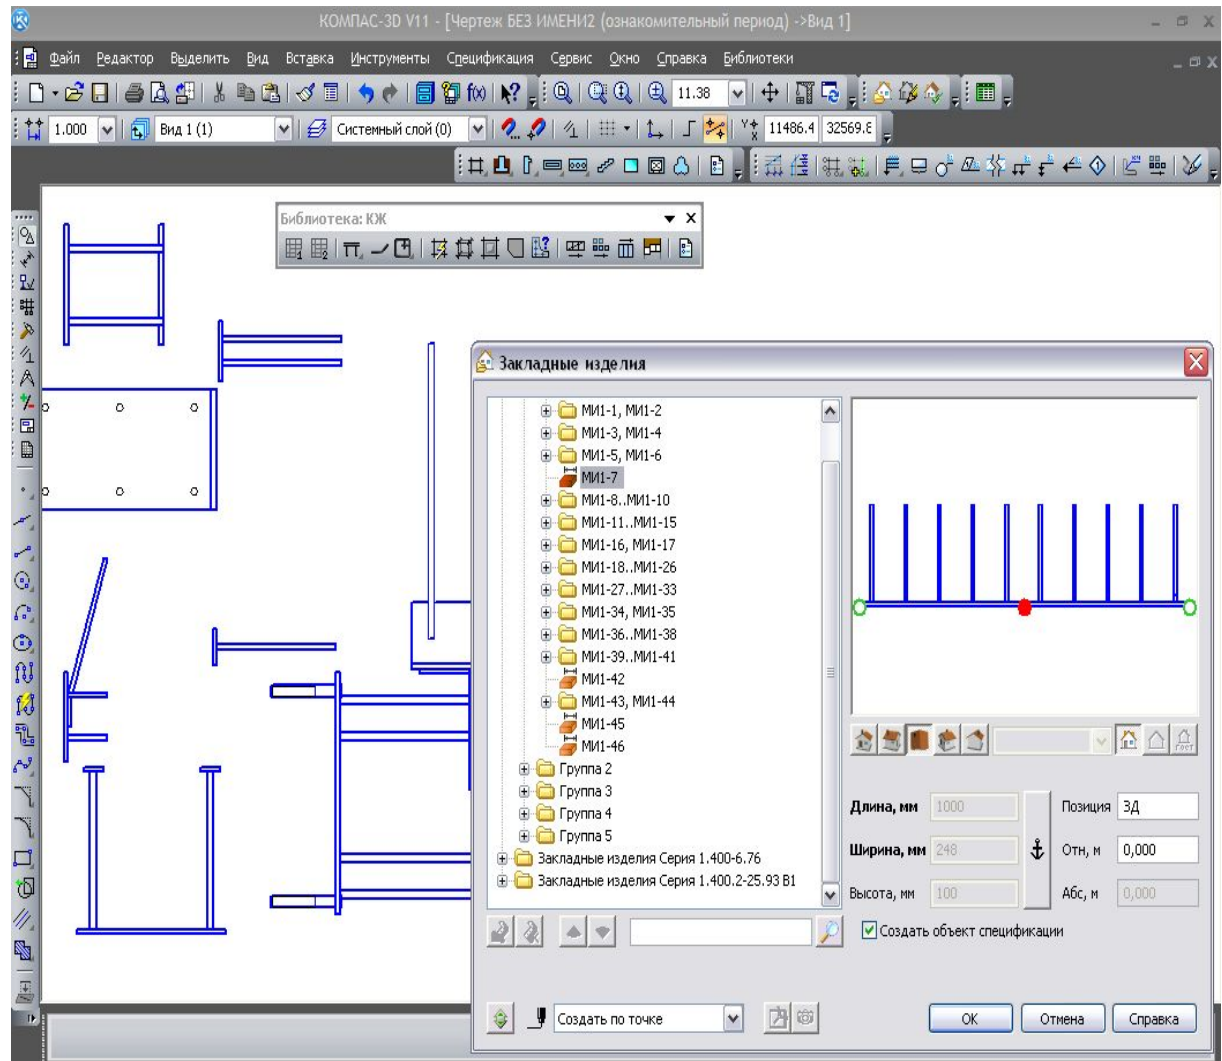 КОМПАС-3D V11 - [Чертеж БЕЗ ИМЕНИ2 (ознакомительный период) ->Вид 1]
Файл Редактор Выделить Вид Вставка Инструменты Спецификация Сервис Окно Справка Библиотеки
f(x) 11.38
1.000 Вид 1 (1) Системный слой (0) 11486.4 32569.8
Библиотека: КЖ
Закладные изделия
МИ1-1, МИ1-2
МИ1-3, МИ1-4
МИ1-5, МИ1-6
МИ1-7
МИ1-8..МИ1-10
МИ1-11..МИ1-15
МИ1-16, МИ1-17
МИ1-18..МИ1-26
МИ1-27..МИ1-33
МИ1-34, МИ1-35
МИ1-36..МИ1-38
МИ1-39..МИ1-41
МИ1-42
МИ1-43, МИ1-44
МИ1-45
МИ1-46
Группа 2
Группа 3
Группа 4
Группа 5
Закладные изделия Серия 1.400-6.76
Закладные изделия Серия 1.400.2-25.93 В1
Длина, мм 1000 Позиция ЗД
Ширина, мм 248 Отн, м 0,000
Высота, мм 100 Абс, м 0,000
Создать объект спецификации
Создать по точке ОК Отмена Справка